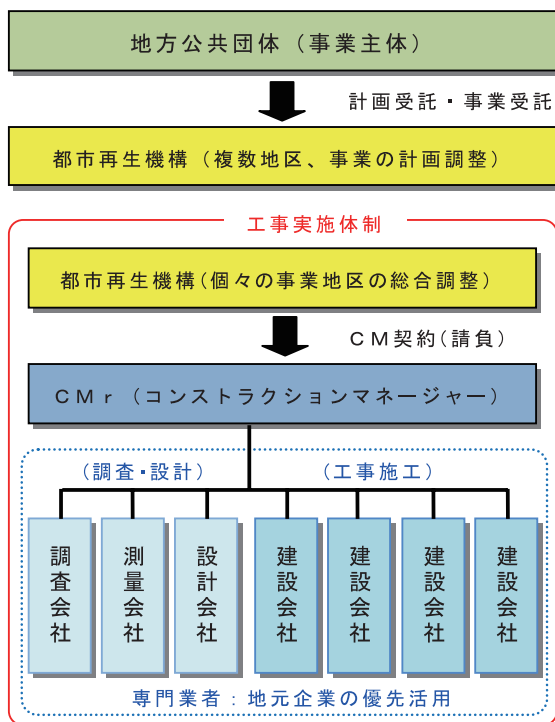 地方公共団体（事業主体）
計画受託・事業受託
都市再生機構（複数地区、事業の計画調整）
工事実施体制
都市再生機構(個々の事業地区の総合調整)
ＣＭ契約(請負)
ＣＭｒ（コンストラクションマネージャー）
（調査・設計）
（工事施工）
調査会社
測量会社
設計会社
建設会社
建設会社
建設会社
建設会社
専門業者：地元企業の優先活用